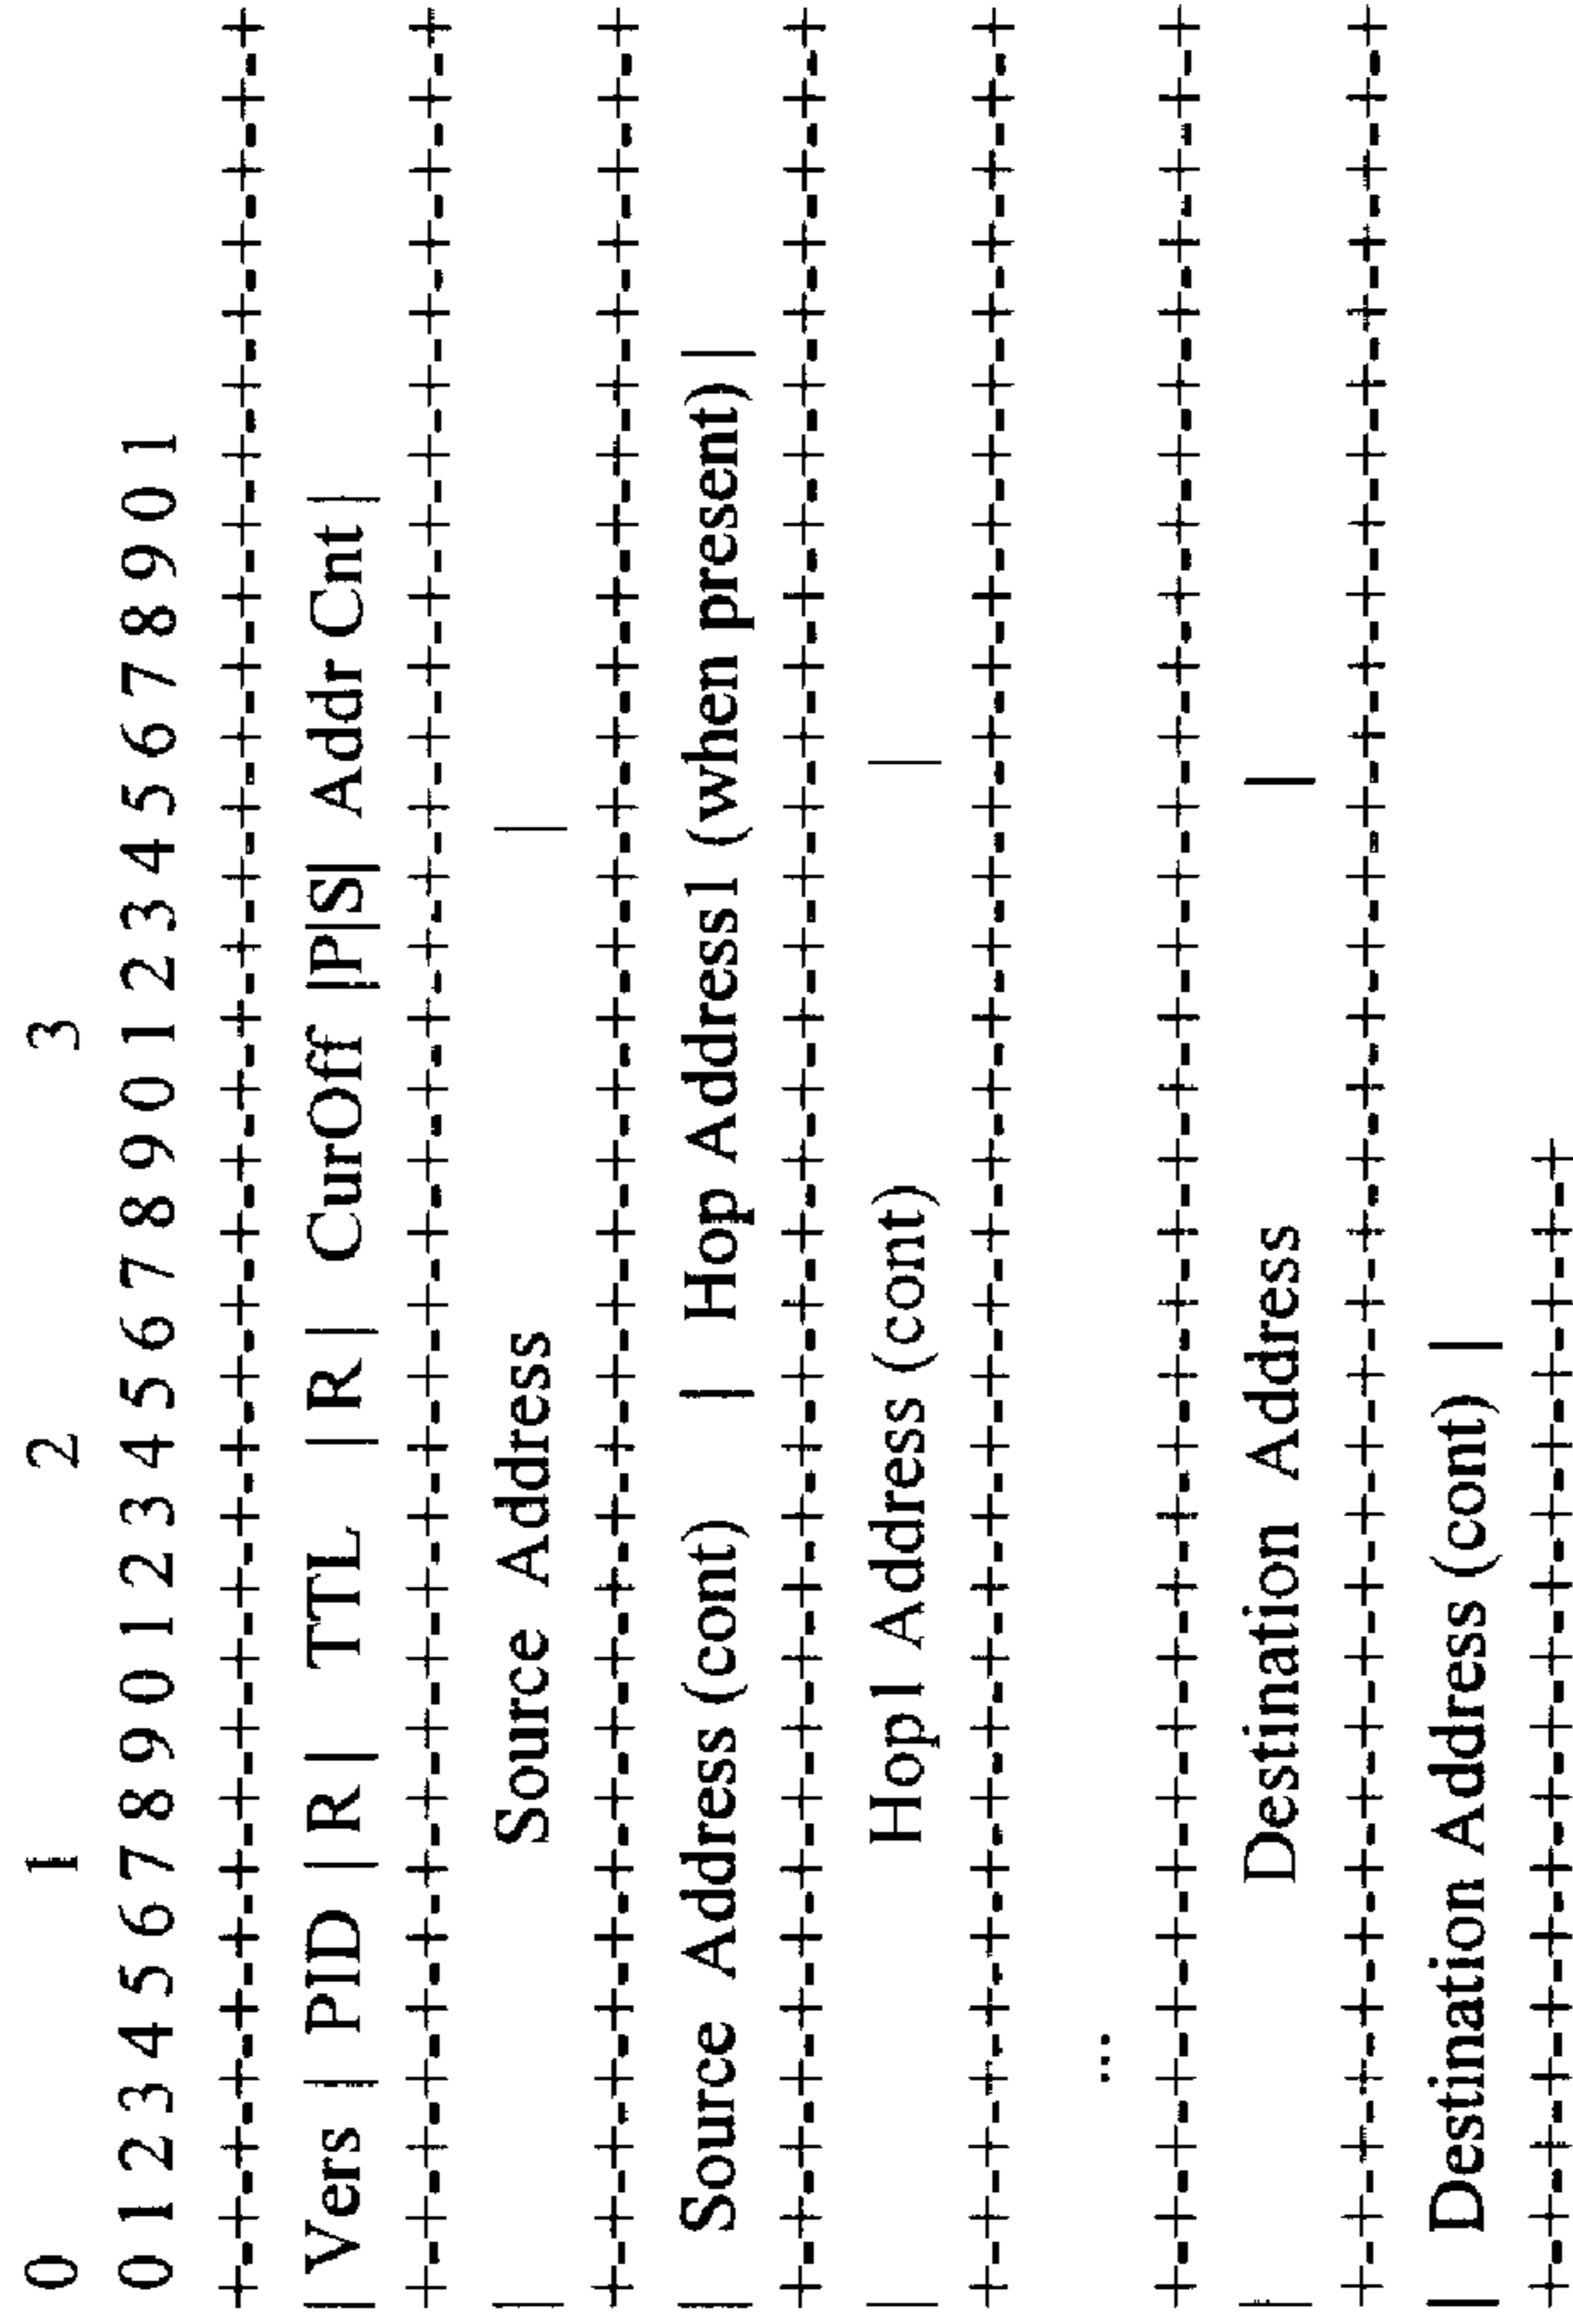 0 1 2 3
0 1 2 3 4 5 6 7 8 9 0 1 2 3 4 5 6 7 8 9 0 1 2 3 4 5 6 7 8 9 0 1
+-+-+-+-+-+-+-+-+-+-+-+-+-+-+-+-+-+-+-+-+-+-+-+-+-+-+-+-+-+-+-+-+
| Vers | PID |R| TTL |R| CurOff |P|S| Addr Cnt |
+-+-+-+-+-+-+-+-+-+-+-+-+-+-+-+-+-+-+-+-+-+-+-+-+-+-+-+-+-+-+-+-+
| Source Address |
+-+-+-+-+-+-+-+-+-+-+-+-+-+-+-+-+-+-+-+-+-+-+-+-+-+-+-+-+-+-+-+-+
| Source Address (cont) | Hop Address1 (when present) |
+-+-+-+-+-+-+-+-+-+-+-+-+-+-+-+-+-+-+-+-+-+-+-+-+-+-+-+-+-+-+-+-+
| Hop1 Address (cont) |
+-+-+-+-+-+-+-+-+-+-+-+-+-+-+-+-+-+-+-+-+-+-+-+-+-+-+-+-+-+-+-+-+
...
+-+-+-+-+-+-+-+-+-+-+-+-+-+-+-+-+-+-+-+-+-+-+-+-+-+-+-+-+-+-+-+-+
| Destination Address |
+-+-+-+-+-+-+-+-+-+-+-+-+-+-+-+-+-+-+-+-+-+-+-+-+-+-+-+-+-+-+-+-+
| Destination Address (cont) |
+-+-+-+-+-+-+-+-+-+-+-+-+-+-+-+-+